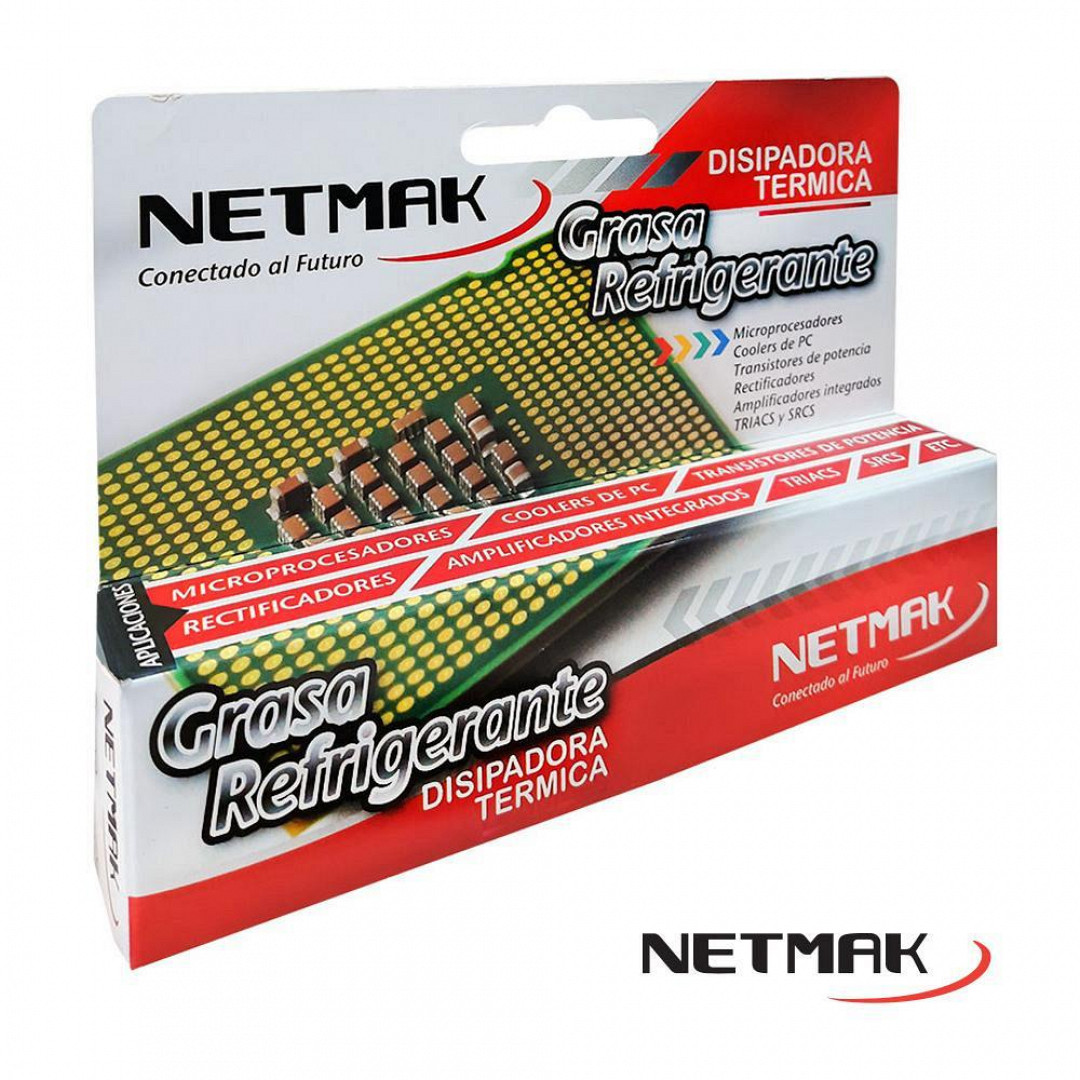 DISIPADORA
TERMICA
NETMAK
Conectado al Futuro
Grasa
Refrigerante
Microprocesadores
Coolers de PC
Transistores de potencia
Rectificadores
Amplificadores integrados
TRIACS y SRCS
APLICACIONES
MICROPROCESADORES COOLERS DE PC TRANSISTORES DE POTENCIA
RECTIFICADORES AMPLIFICADORES INTEGRADOS TRIACS SRCS ETC.
NETMAK
Conectado al Futuro
Grasa
Refrigerante
DISIPADORA
TERMICA
NETMAK
NETMAK